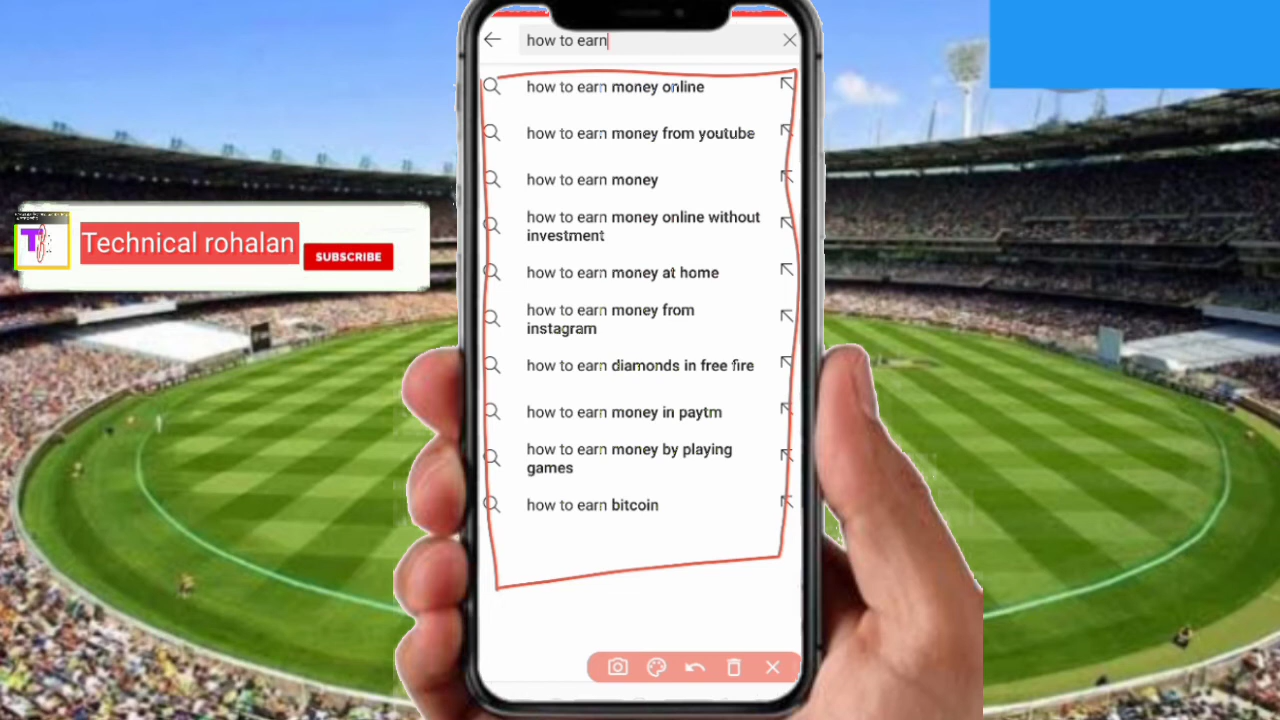 how to earn
how to earn money online
how to earn money from youtube
how to earn money
how to earn money online without
investment
how to earn money at home
how to earn money from
instagram
how to earn diamonds in free fire
how to earn money in paytm
how to earn money by playing
games
how to earn bitcoin
Technical rohalan
SUBSCRIBE